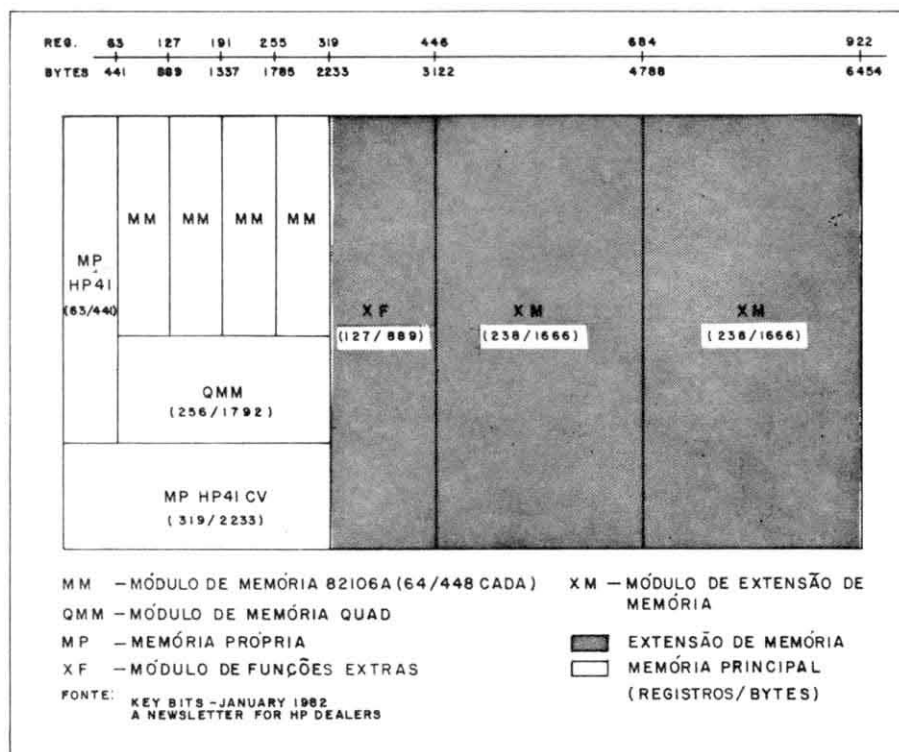 REG. 63 127 191 255 319 446 684 922
BYTES 441 889 1337 1785 2233 3122 4788 6454
MM MM MM MM
MP
HP41
(63/440)
XF
(127/889)
XM
(238/1666)
XM
(238/1666)
QMM
(256/1792)
MP HP41 CV
(319/2233)
MM – MÓDULO DE MEMÓRIA 82106A (64/448 CADA)
QMM – MÓDULO DE MEMÓRIA QUAD
MP – MEMÓRIA PRÓPRIA
XF – MÓDULO DE FUNÇÕES EXTRAS
FONTE: KEY BITS - JANUARY 1982
A NEWSLETTER FOR HP DEALERS
XM – MÓDULO DE EXTENSÃO DE
MEMÓRIA
EXTENSÃO DE MEMÓRIA
MEMÓRIA PRINCIPAL
(REGISTROS/BYTES)